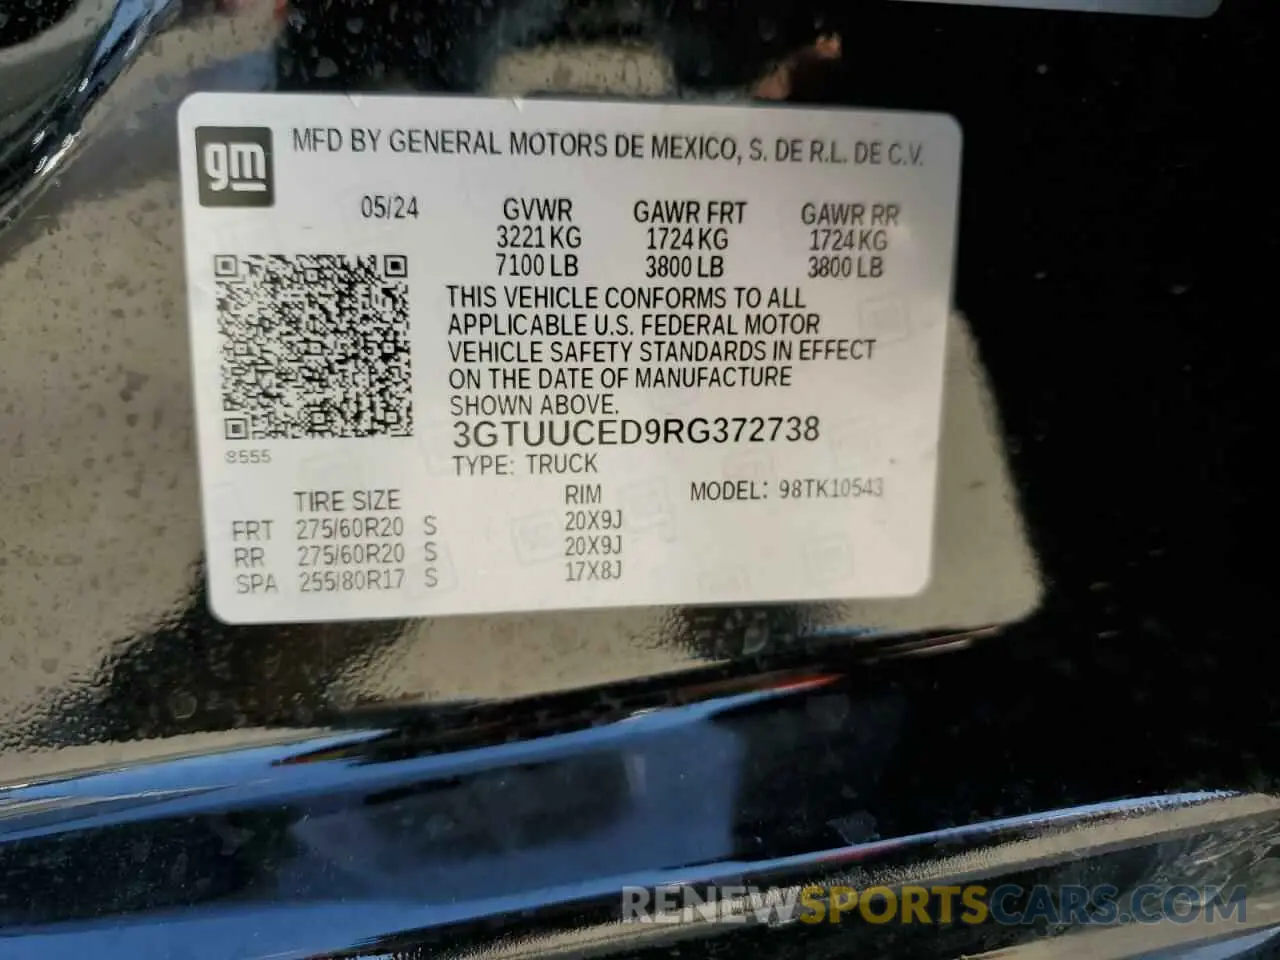 gm
MFD BY GENERAL MOTORS DE MEXICO, S. DE R.L. DE C.V.
05/24 GVWR GAWR FRT GAWR RR
3221 KG 1724 KG 1724 KG
7100 LB 3800 LB 3800 LB
THIS VEHICLE CONFORMS TO ALL
APPLICABLE U.S. FEDERAL MOTOR
VEHICLE SAFETY STANDARDS IN EFFECT
ON THE DATE OF MANUFACTURE
SHOWN ABOVE.
3GTUUCED9RG372738
8555
TYPE: TRUCK
TIRE SIZE RIM MODEL: 98TK10543
FRT 275/60R20 S 20X9J
RR 275/60R20 S 20X9J
SPA 255/80R17 S 17X8J
RENEWSPORTSCARS.COM